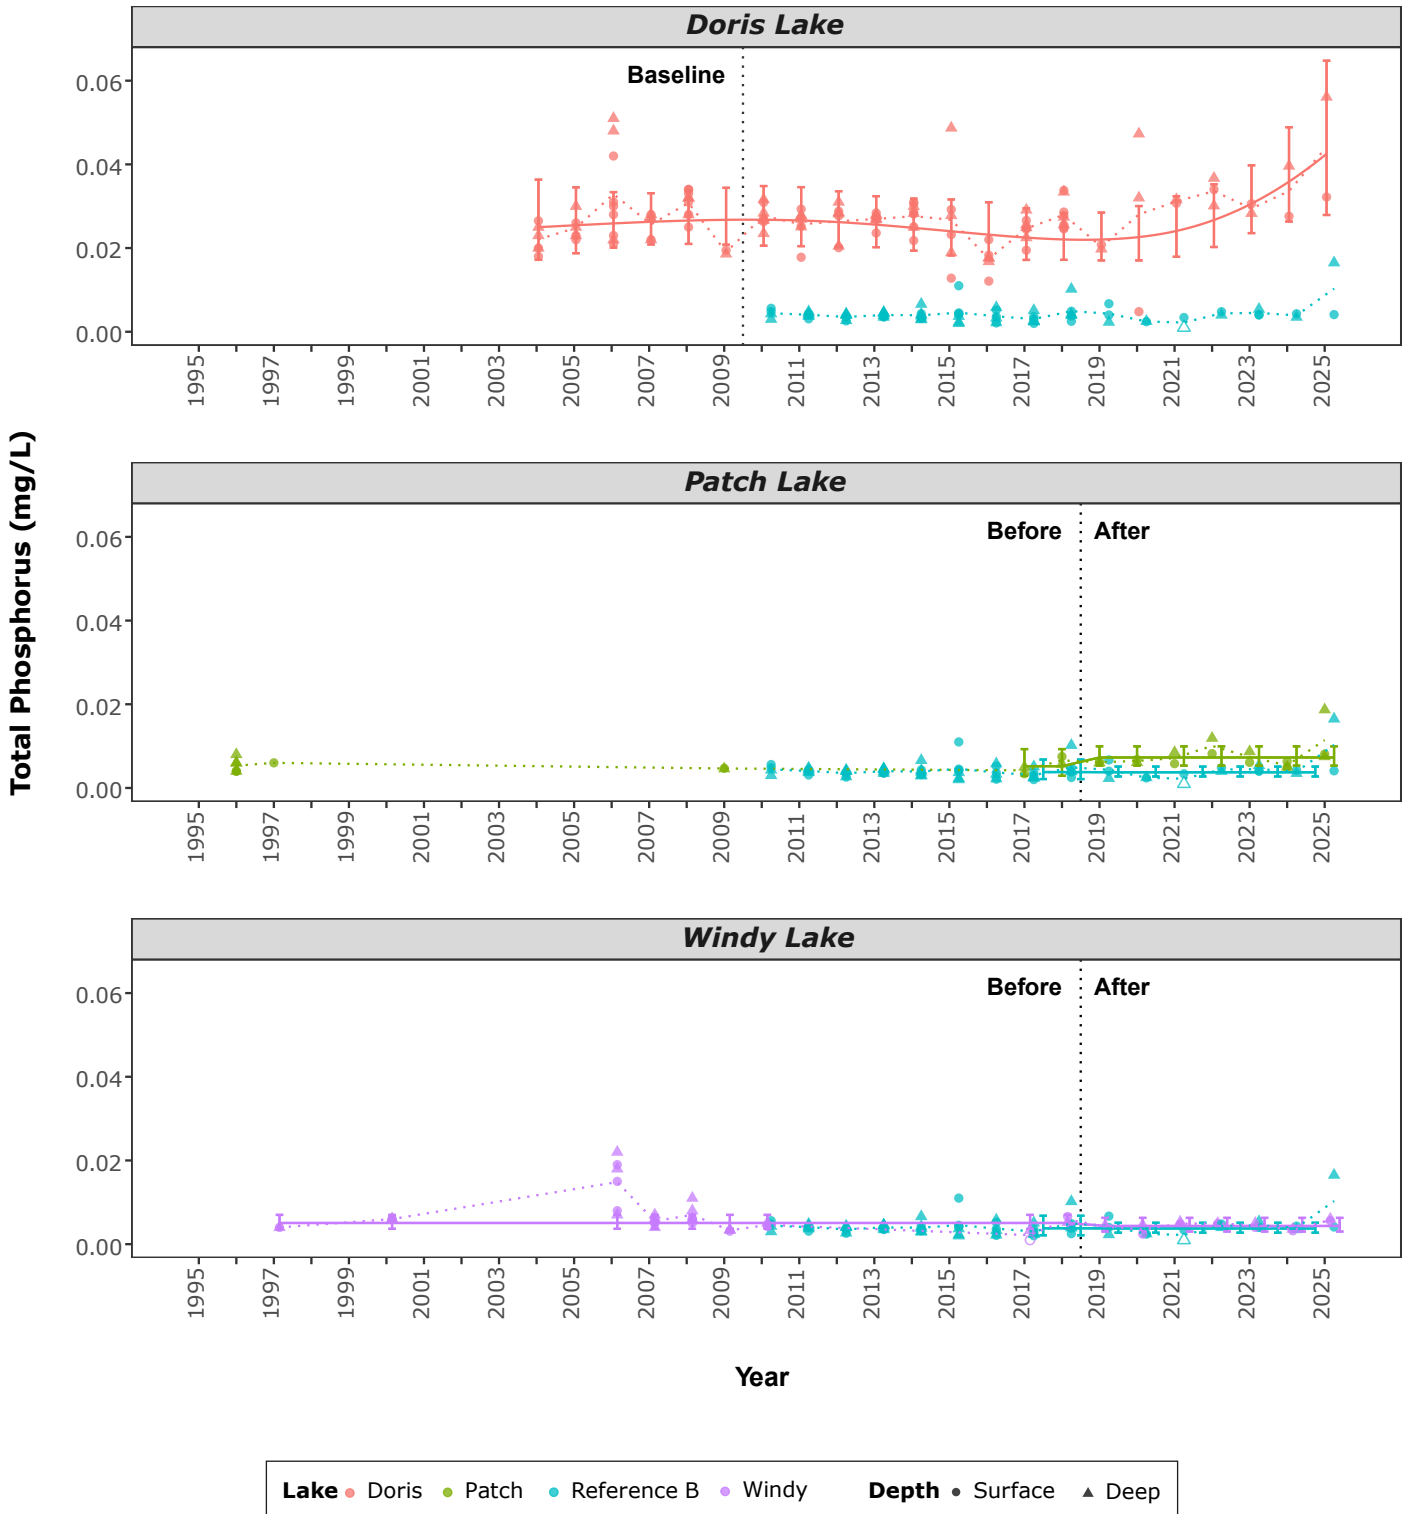 Doris Lake
Baseline
0.06
0.04
0.02
0.00
1995 1997 1999 2001 2003 2005 2007 2009 2011 2013 2015 2017 2019 2021 2023 2025
Total Phosphorus (mg/L)
Patch Lake
Before After
0.06
0.04
0.02
0.00
1995 1997 1999 2001 2003 2005 2007 2009 2011 2013 2015 2017 2019 2021 2023 2025
Windy Lake
Before After
0.06
0.04
0.02
0.00
1995 1997 1999 2001 2003 2005 2007 2009 2011 2013 2015 2017 2019 2021 2023 2025
Year
Lake Doris Patch Reference B Windy Depth Surface Deep